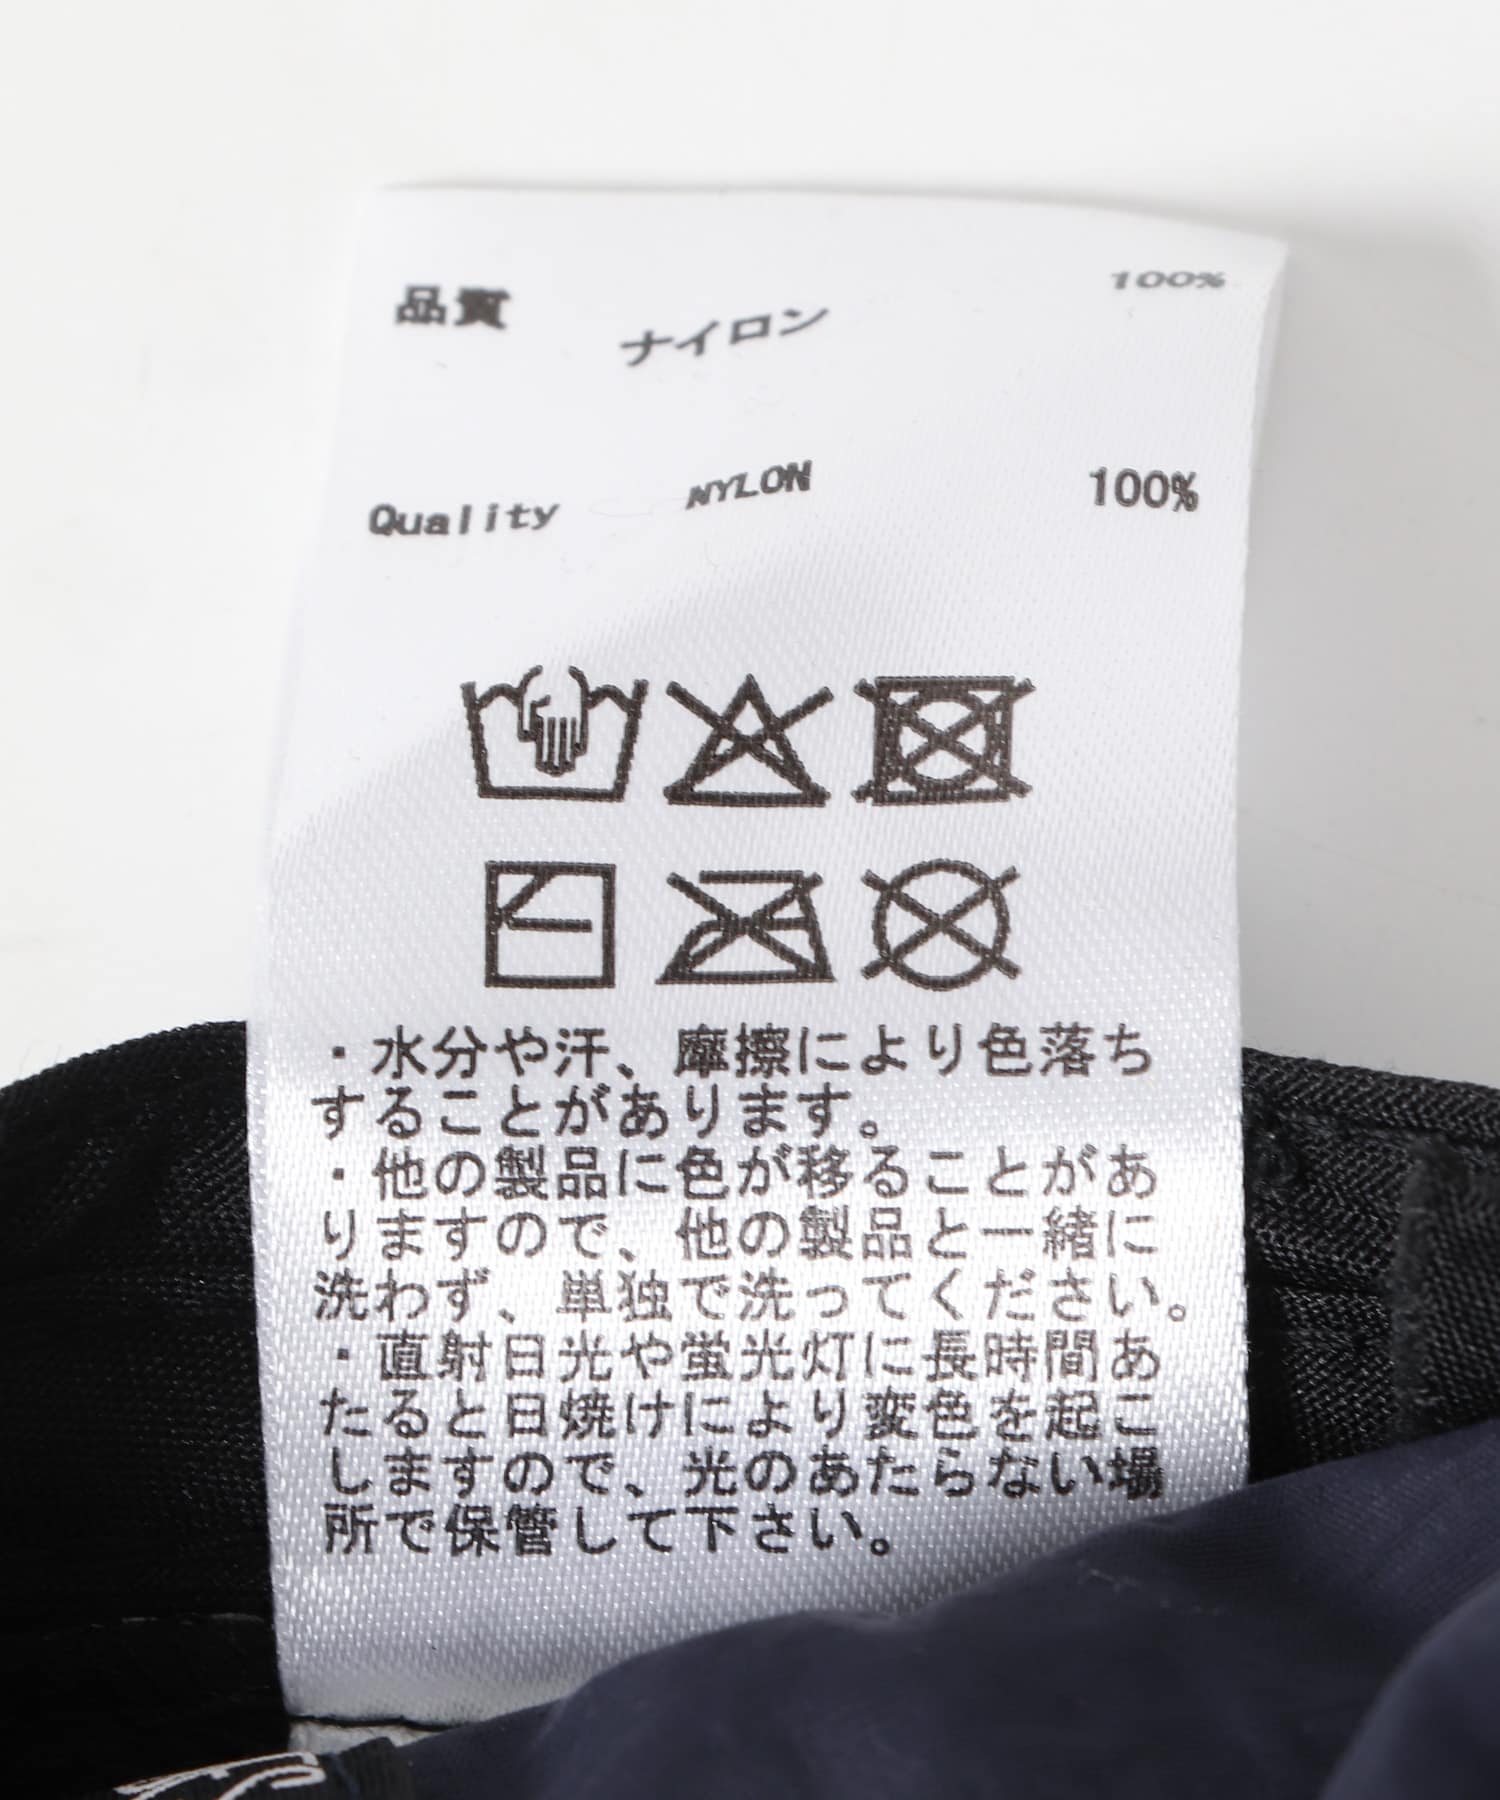 品質 ナイロン 100%
Quality NYLON 100%
・水分や汗、摩擦により色落ち
することがあります。
・他の製品に色が移ることがあ
りますので、他の製品と一緒に
洗わず、単独で洗ってください。
・直射日光や蛍光灯に長時間あ
たると日焼けにより変色を起こ
しますので、光のあたらない場
所で保管して下さい。